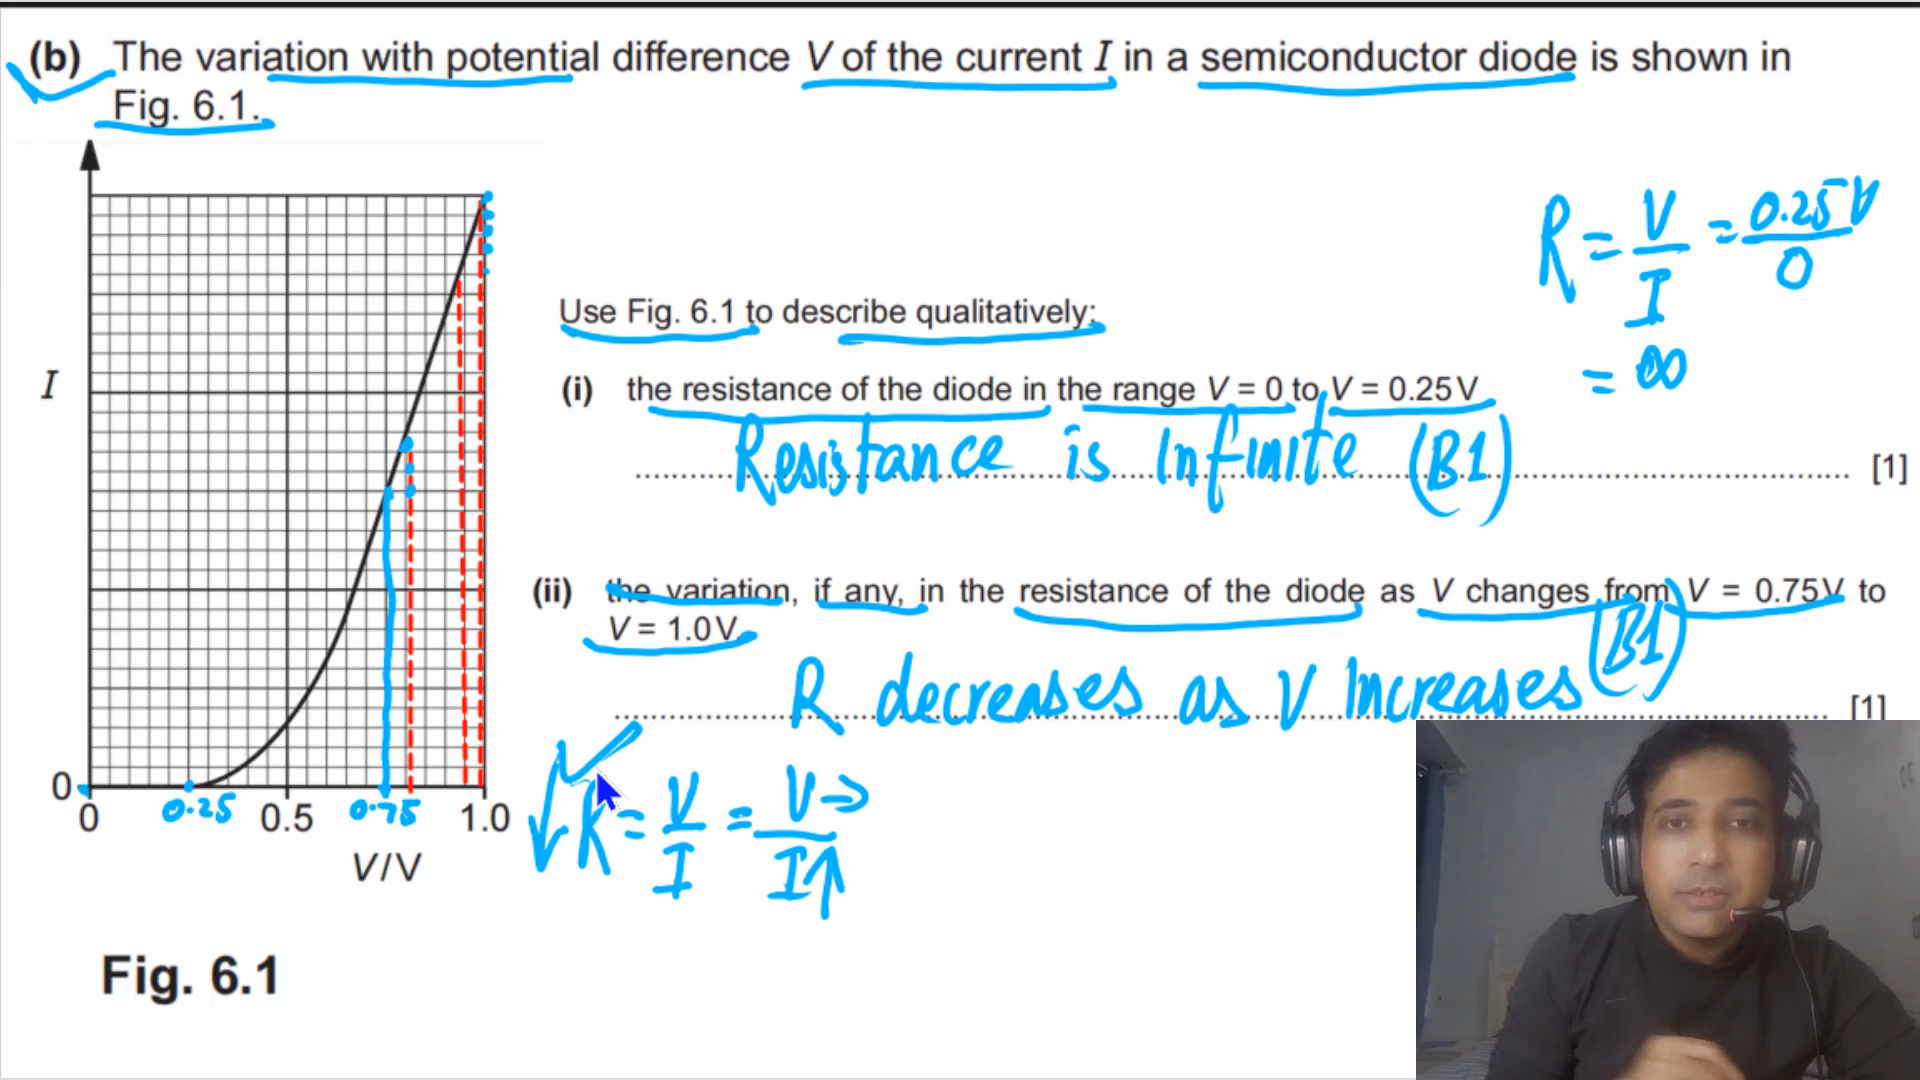 (b) The variation with potential difference V of the current I in a semiconductor diode is shown in
Fig. 6.1.
R = V/I = 0.25V/0
= ∞
Use Fig. 6.1 to describe qualitatively:
I
(i) the resistance of the diode in the range V = 0 to V = 0.25 V
Resistance is Infinite (B1)
[1]
(ii) the variation, if any, in the resistance of the diode as V changes from V = 0.75 V to
V = 1.0 V.
R decreases as V Increases (B1)
[1]
0
0 0.25 0.5 0.75 1.0
V/V
↓ R = V/I = V→/I↑
Fig. 6.1